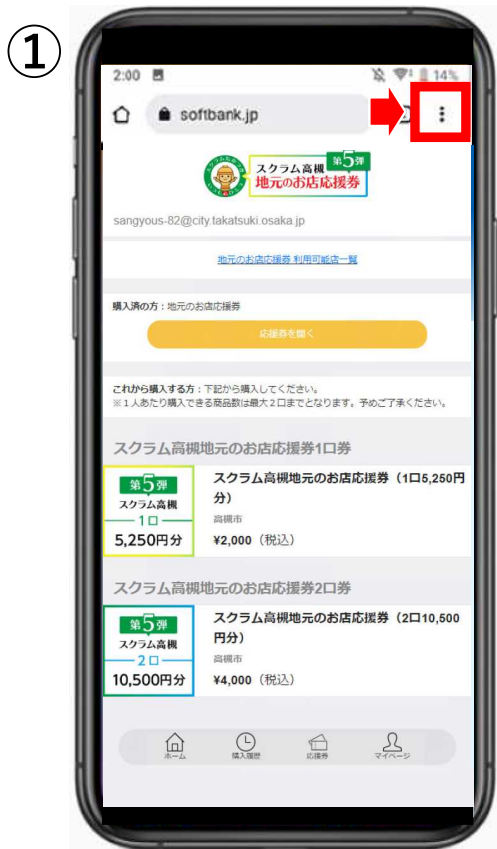 ①
2:00 14%
softbank.jp
スクラム高槻 第5弾
地元のお店応援券
sangyous-82@city.takatsuki.osaka.jp
地元のお店応援券 利用可能店一覧
購入済の方：地元のお店応援券
応援券を開く
これから購入する方：下記から購入してください。
※１人あたり購入できる商品数は最大２口までとなります。予めご了承ください。
スクラム高槻地元のお店応援券1口券
第5弾
スクラム高槻
1口
5,250円分
スクラム高槻地元のお店応援券（1口5,250円
分）
高槻市
¥2,000（税込）
スクラム高槻地元のお店応援券2口券
第5弾
スクラム高槻
2口
10,500円分
スクラム高槻地元のお店応援券（2口10,500
円分）
高槻市
¥4,000（税込）
ホーム 購入履歴 応援券 マイページ